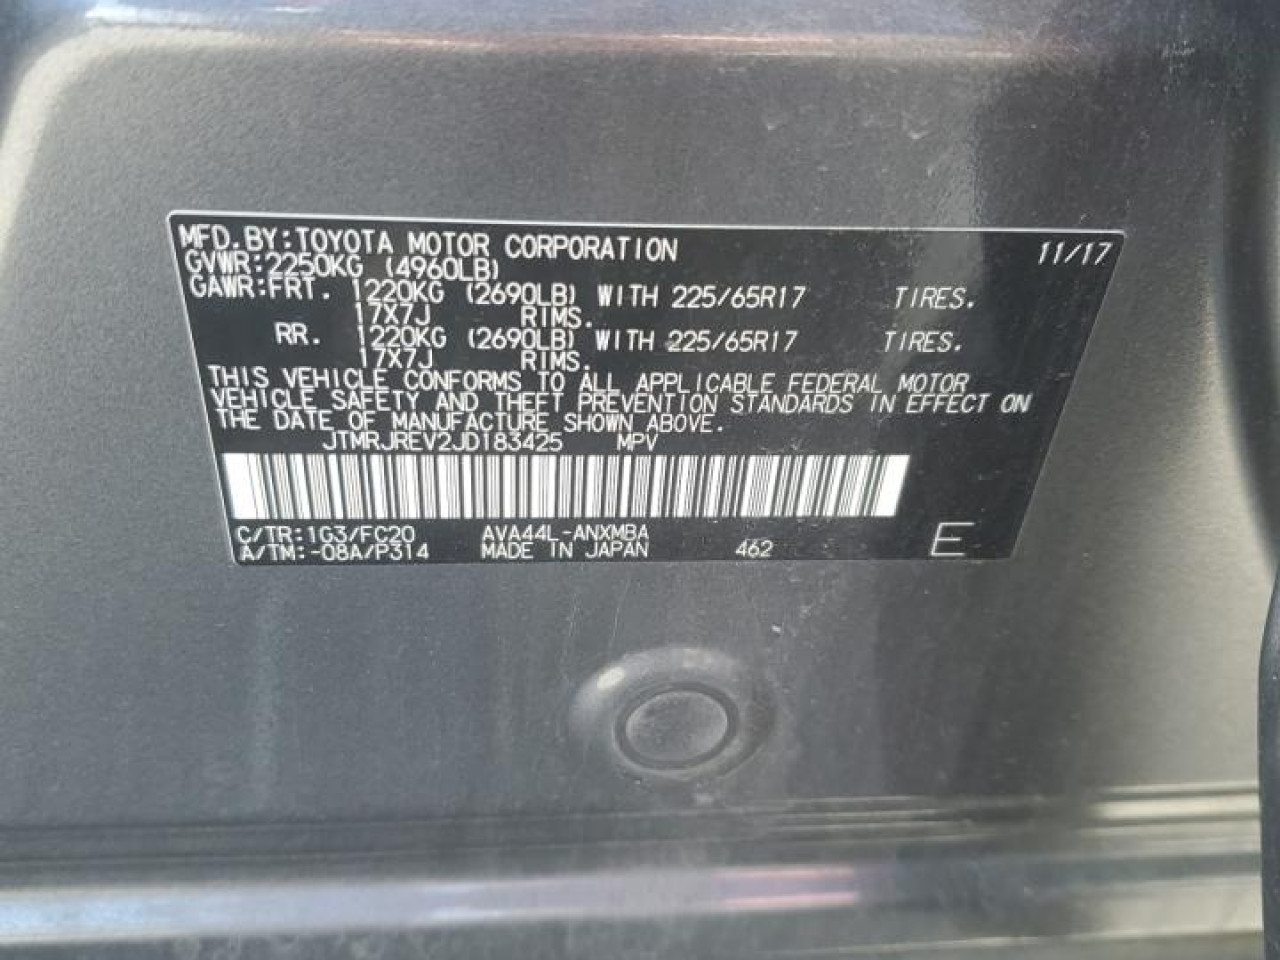 MFD.BY:TOYOTA MOTOR CORPORATION 11/17
GVWR:2250KG (4960LB)
GAWR:FRT. 1220KG (2690LB) WITH 225/65R17 TIRES.
17X7J RIMS.
RR. 1220KG (2690LB) WITH 225/65R17 TIRES.
17X7J RIMS.
THIS VEHICLE CONFORMS TO ALL APPLICABLE FEDERAL MOTOR
VEHICLE SAFETY AND THEFT PREVENTION STANDARDS IN EFFECT ON
THE DATE OF MANUFACTURE SHOWN ABOVE.
JTMRJREV2JD183425 MPV
C/TR:1G3/FC20 AVA44L-ANXMBA
A/TM:-08A/P314 MADE IN JAPAN 462 E